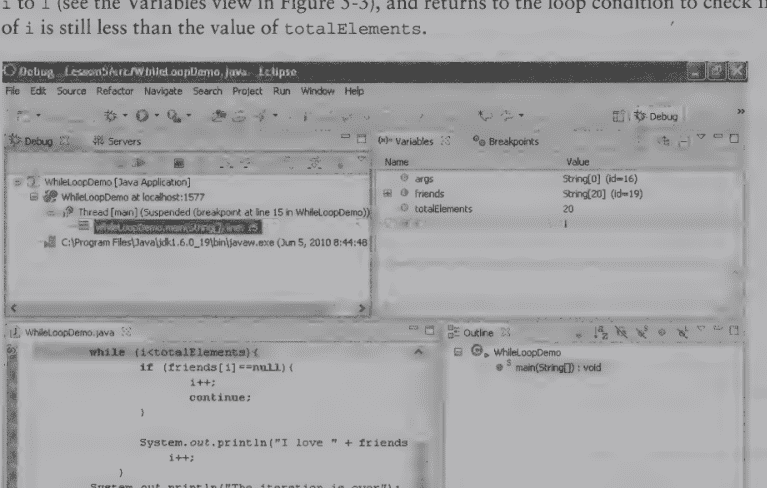 i to 1 (see the Variables view in Figure 5-3), and returns to the loop condition to check if
of i is still less than the value of totalElements.
Debug - Lesson5/src/WhileLoopDemo.java - Eclipse
File Edit Source Refactor Navigate Search Project Run Window Help
Debug
Debug Servers
(x)= Variables Breakpoints
Name Value
WhileLoopDemo [Java Application]
args String[0] (id=16)
WhileLoopDemo at localhost:1577
friends String[20] (id=19)
Thread [main] (Suspended (breakpoint at line 15 in WhileLoopDemo))
totalElements 20
WhileLoopDemo.main(String[]) line: 15
1
C:\Program Files\Java\jdk1.6.0_19\bin\javaw.exe (Jun 5, 2010 8:44:48
WhileLoopDemo.java
Outline
while (i<totalElements){
if (friends[i]==null){
i++;
continue;
}
System.out.println("I love " + friends
i++;
}
System.out.println("The iteration is over");
WhileLoopDemo
main(String[]) : void